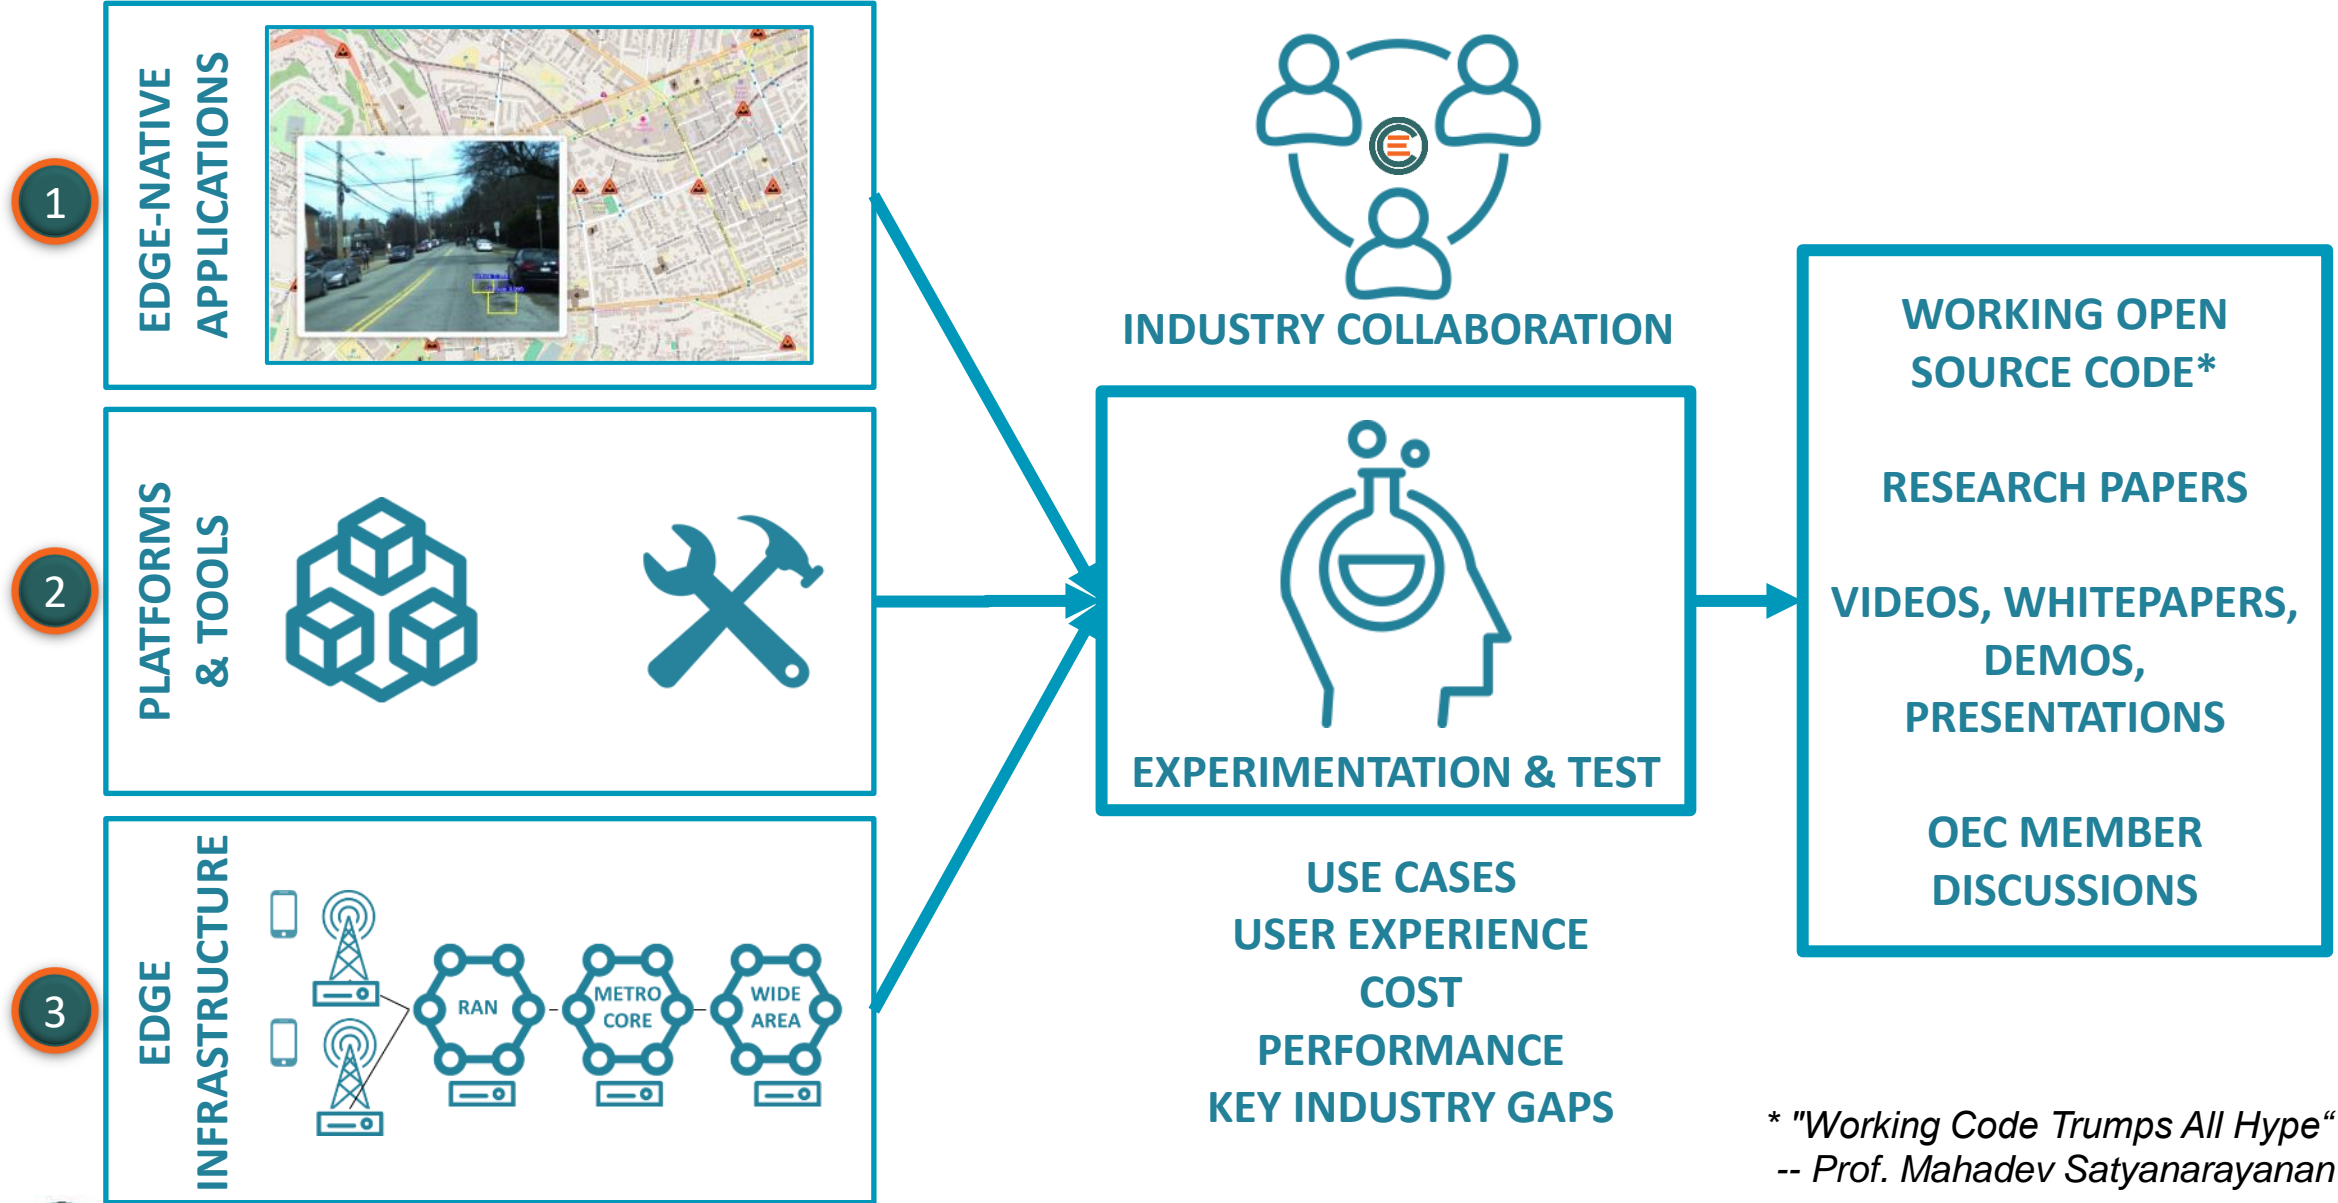 1
EDGE-NATIVE
APPLICATIONS
2
PLATFORMS
& TOOLS
3
EDGE
INFRASTRUCTURE
RAN
METRO
CORE
WIDE
AREA
INDUSTRY COLLABORATION
EXPERIMENTATION & TEST
USE CASES
USER EXPERIENCE
COST
PERFORMANCE
KEY INDUSTRY GAPS
WORKING OPEN
SOURCE CODE*
RESEARCH PAPERS
VIDEOS, WHITEPAPERS,
DEMOS,
PRESENTATIONS
OEC MEMBER
DISCUSSIONS
* "Working Code Trumps All Hype“
-- Prof. Mahadev Satyanarayanan